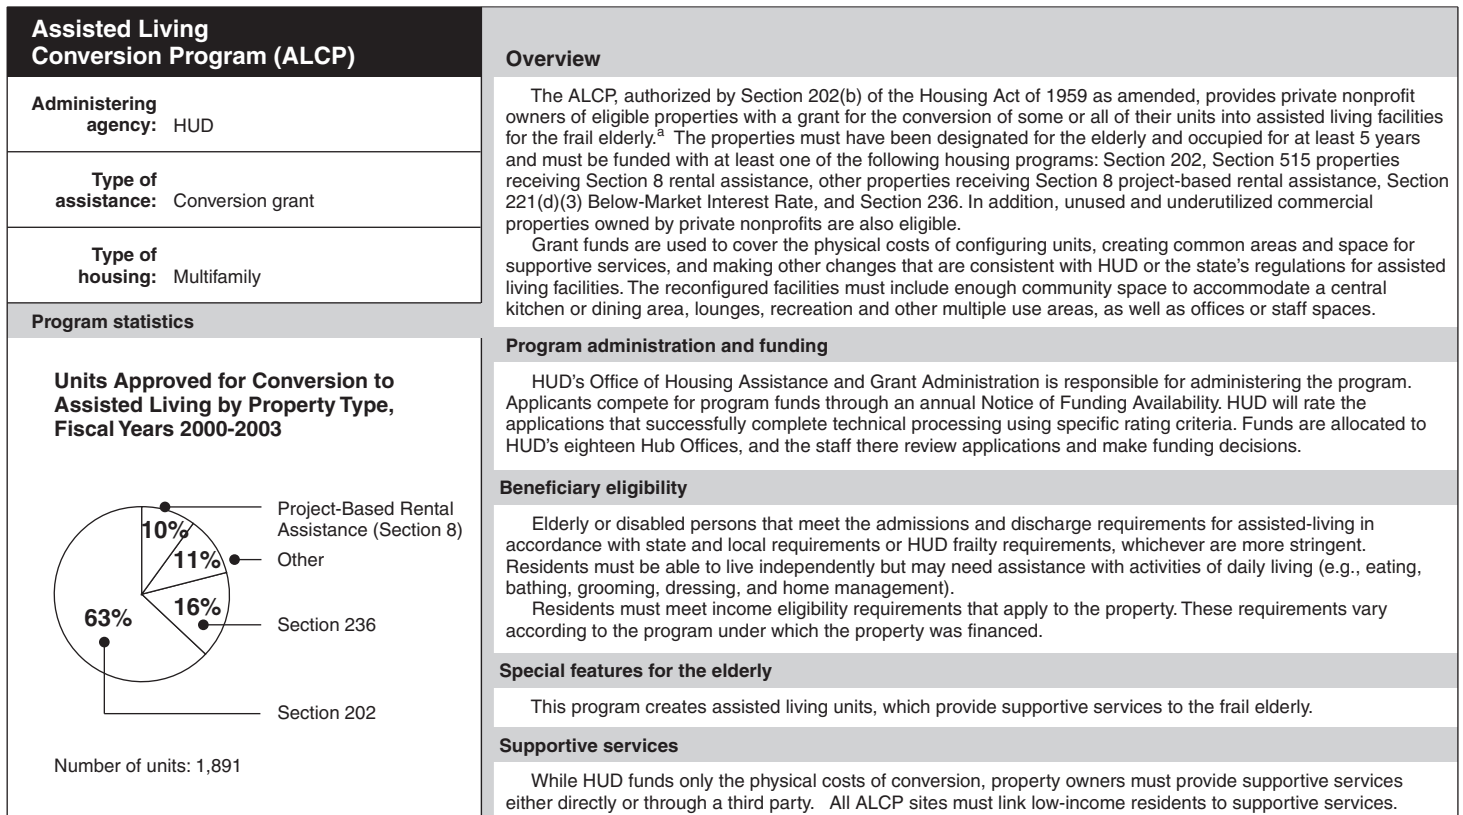 Assisted Living
Conversion Program (ALCP)
Administering
agency: HUD
Type of
assistance: Conversion grant
Type of
housing: Multifamily
Program statistics
Units Approved for Conversion to
Assisted Living by Property Type,
Fiscal Years 2000-2003
10%
Project-Based Rental
Assistance (Section 8)
11%
Other
16%
Section 236
63%
Section 202
Number of units: 1,891
Overview
The ALCP, authorized by Section 202(b) of the Housing Act of 1959 as amended, provides private nonprofit
owners of eligible properties with a grant for the conversion of some or all of their units into assisted living facilities
for the frail elderly.a The properties must have been designated for the elderly and occupied for at least 5 years
and must be funded with at least one of the following housing programs: Section 202, Section 515 properties
receiving Section 8 rental assistance, other properties receiving Section 8 project-based rental assistance, Section
221(d)(3) Below-Market Interest Rate, and Section 236. In addition, unused and underutilized commercial
properties owned by private nonprofits are also eligible.
Grant funds are used to cover the physical costs of configuring units, creating common areas and space for
supportive services, and making other changes that are consistent with HUD or the state's regulations for assisted
living facilities. The reconfigured facilities must include enough community space to accommodate a central
kitchen or dining area, lounges, recreation and other multiple use areas, as well as offices or staff spaces.
Program administration and funding
HUD's Office of Housing Assistance and Grant Administration is responsible for administering the program.
Applicants compete for program funds through an annual Notice of Funding Availability. HUD will rate the
applications that successfully complete technical processing using specific rating criteria. Funds are allocated to
HUD's eighteen Hub Offices, and the staff there review applications and make funding decisions.
Beneficiary eligibility
Elderly or disabled persons that meet the admissions and discharge requirements for assisted-living in
accordance with state and local requirements or HUD frailty requirements, whichever are more stringent.
Residents must be able to live independently but may need assistance with activities of daily living (e.g., eating,
bathing, grooming, dressing, and home management).
Residents must meet income eligibility requirements that apply to the property. These requirements vary
according to the program under which the property was financed.
Special features for the elderly
This program creates assisted living units, which provide supportive services to the frail elderly.
Supportive services
While HUD funds only the physical costs of conversion, property owners must provide supportive services
either directly or through a third party. All ALCP sites must link low-income residents to supportive services.